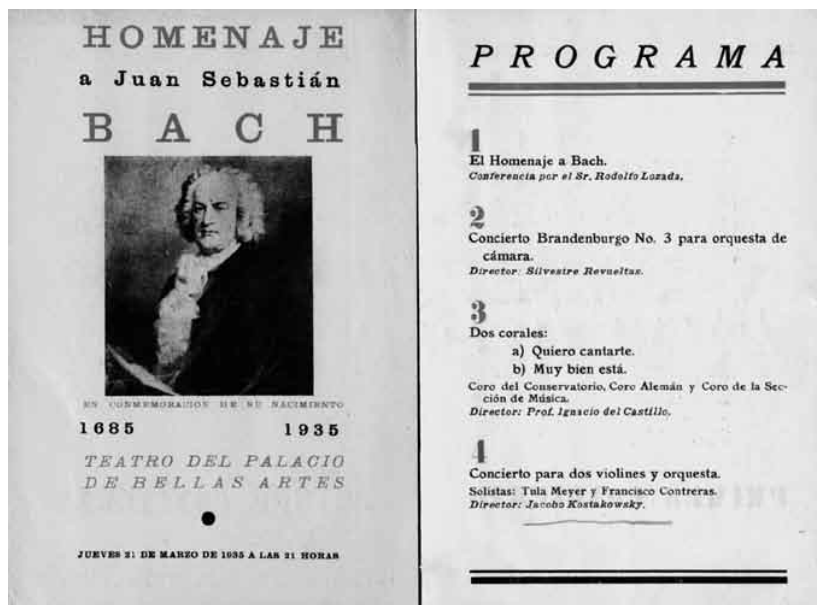 HOMENAJE
a Juan Sebastián
BACH
EN CONMEMORACION DE SU NACIMIENTO
1685 1935
TEATRO DEL PALACIO
DE BELLAS ARTES
JUEVES 21 DE MARZO DE 1935 A LAS 21 HORAS
PROGRAMA
1
El Homenaje a Bach.
Conferencia por el Sr. Rodolfo Lozada.
2
Concierto Brandenburgo No. 3 para orquesta de
cámara.
Director: Silvestre Revueltas.
3
Dos corales:
a) Quiero cantarte.
b) Muy bien está.
Coro del Conservatorio, Coro Alemán y Coro de la Sec-
ción de Música.
Director: Prof. Ignacio del Castillo.
4
Concierto para dos violines y orquesta.
Solistas: Tula Meyer y Francisco Contreras.
Director: Jacobo Kostakowsky.